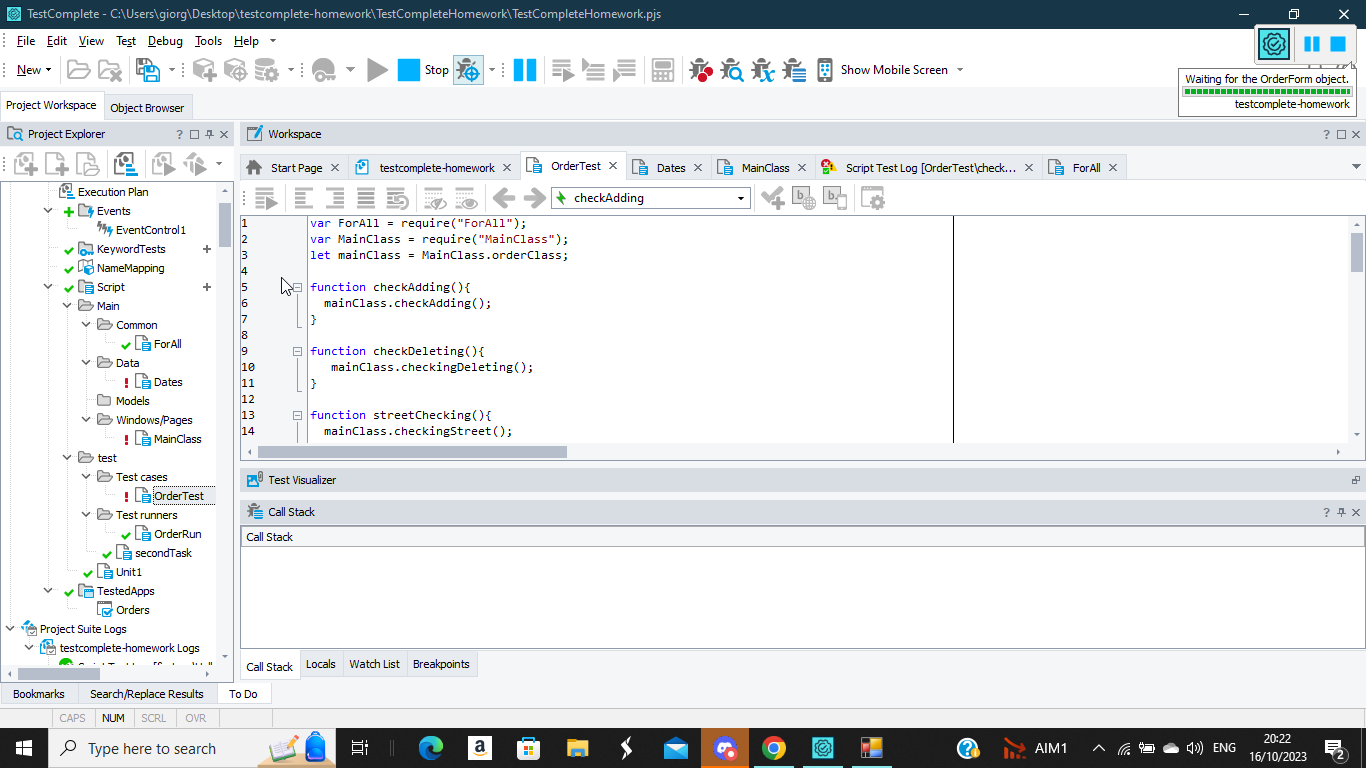 TestComplete - C:\Users\giorg\Desktop\testcomplete-homework\TestCompleteHomework\TestCompleteHomework.pjs
File Edit View Test Debug Tools Help
New Stop Show Mobile Screen
Waiting for the OrderForm object.
testcomplete-homework
Project Workspace Object Browser
Project Explorer
Workspace
Start Page testcomplete-homework OrderTest Dates MainClass Script Test Log [OrderTest\check... ForAll
checkAdding
Execution Plan
Events
EventControl1
KeywordTests
NameMapping
Script
Main
Common
ForAll
Data
Dates
Models
Windows/Pages
MainClass
test
Test cases
OrderTest
Test runners
OrderRun
secondTask
Unit1
TestedApps
Orders
Project Suite Logs
testcomplete-homework Logs
1 var ForAll = require("ForAll");
2 var MainClass = require("MainClass");
3 let mainClass = MainClass.orderClass;
4
5 function checkAdding(){
6 mainClass.checkAdding();
7 }
8
9 function checkDeleting(){
10 mainClass.checkingDeleting();
11 }
12
13 function streetChecking(){
14 mainClass.checkingStreet();
Test Visualizer
Call Stack
Call Stack
Call Stack Locals Watch List Breakpoints
Bookmarks Search/Replace Results To Do
CAPS NUM SCRL OVR
Type here to search
AIM1
ENG
20:22
16/10/2023
2